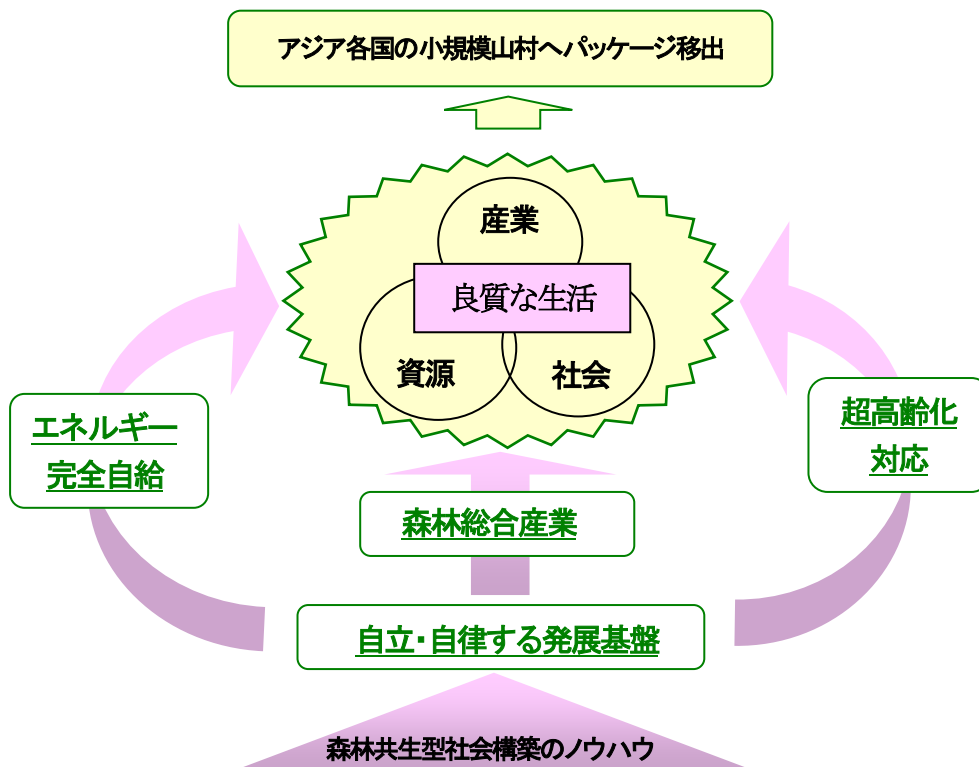 アジア各国の小規模山村へパッケージ移出
産業
良質な生活
資源
社会
エネルギー
完全自給
超高齢化
対応
森林総合産業
自立・自律する発展基盤
森林共生型社会構築のノウハウ